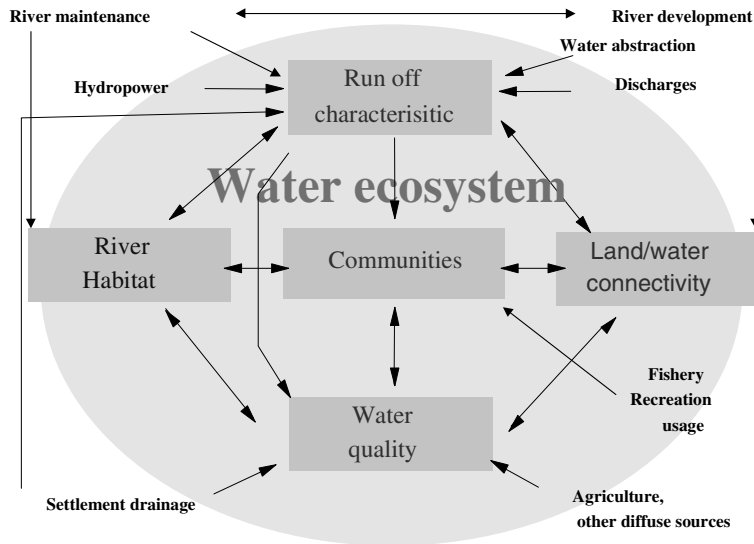 River maintenance
River development
Water abstraction
Run off
characterisitic
Hydropower
Discharges
Water ecosystem
River
Habitat
Communities
Land/water
connectivity
Fishery
Recreation
usage
Water
quality
Settlement drainage
Agriculture,
other diffuse sources